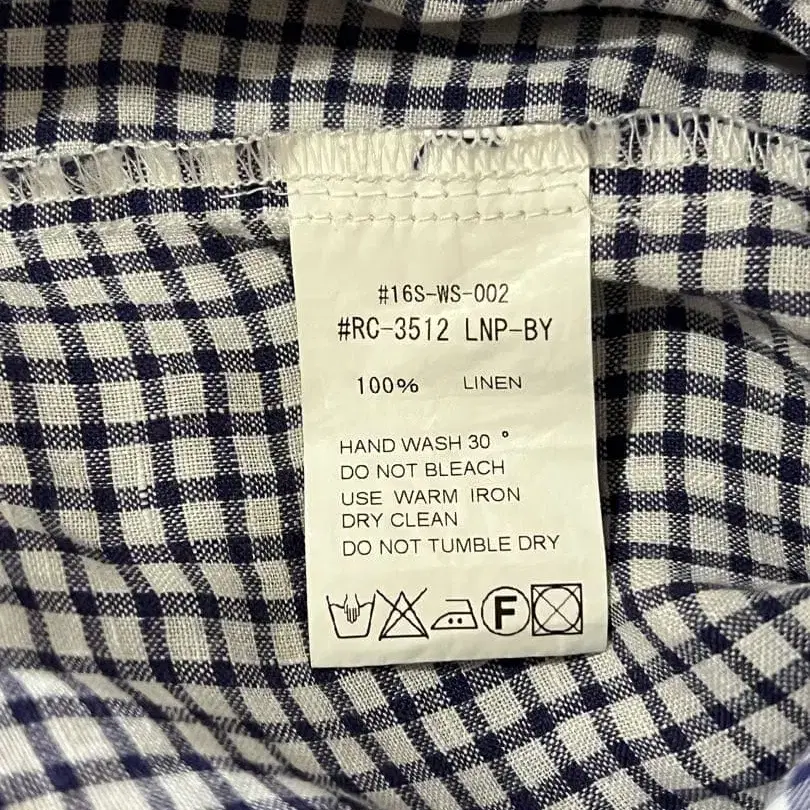 #16S-WS-002
#RC-3512 LNP-BY
100% LINEN
HAND WASH 30 °
DO NOT BLEACH
USE WARM IRON
DRY CLEAN
DO NOT TUMBLE DRY
F